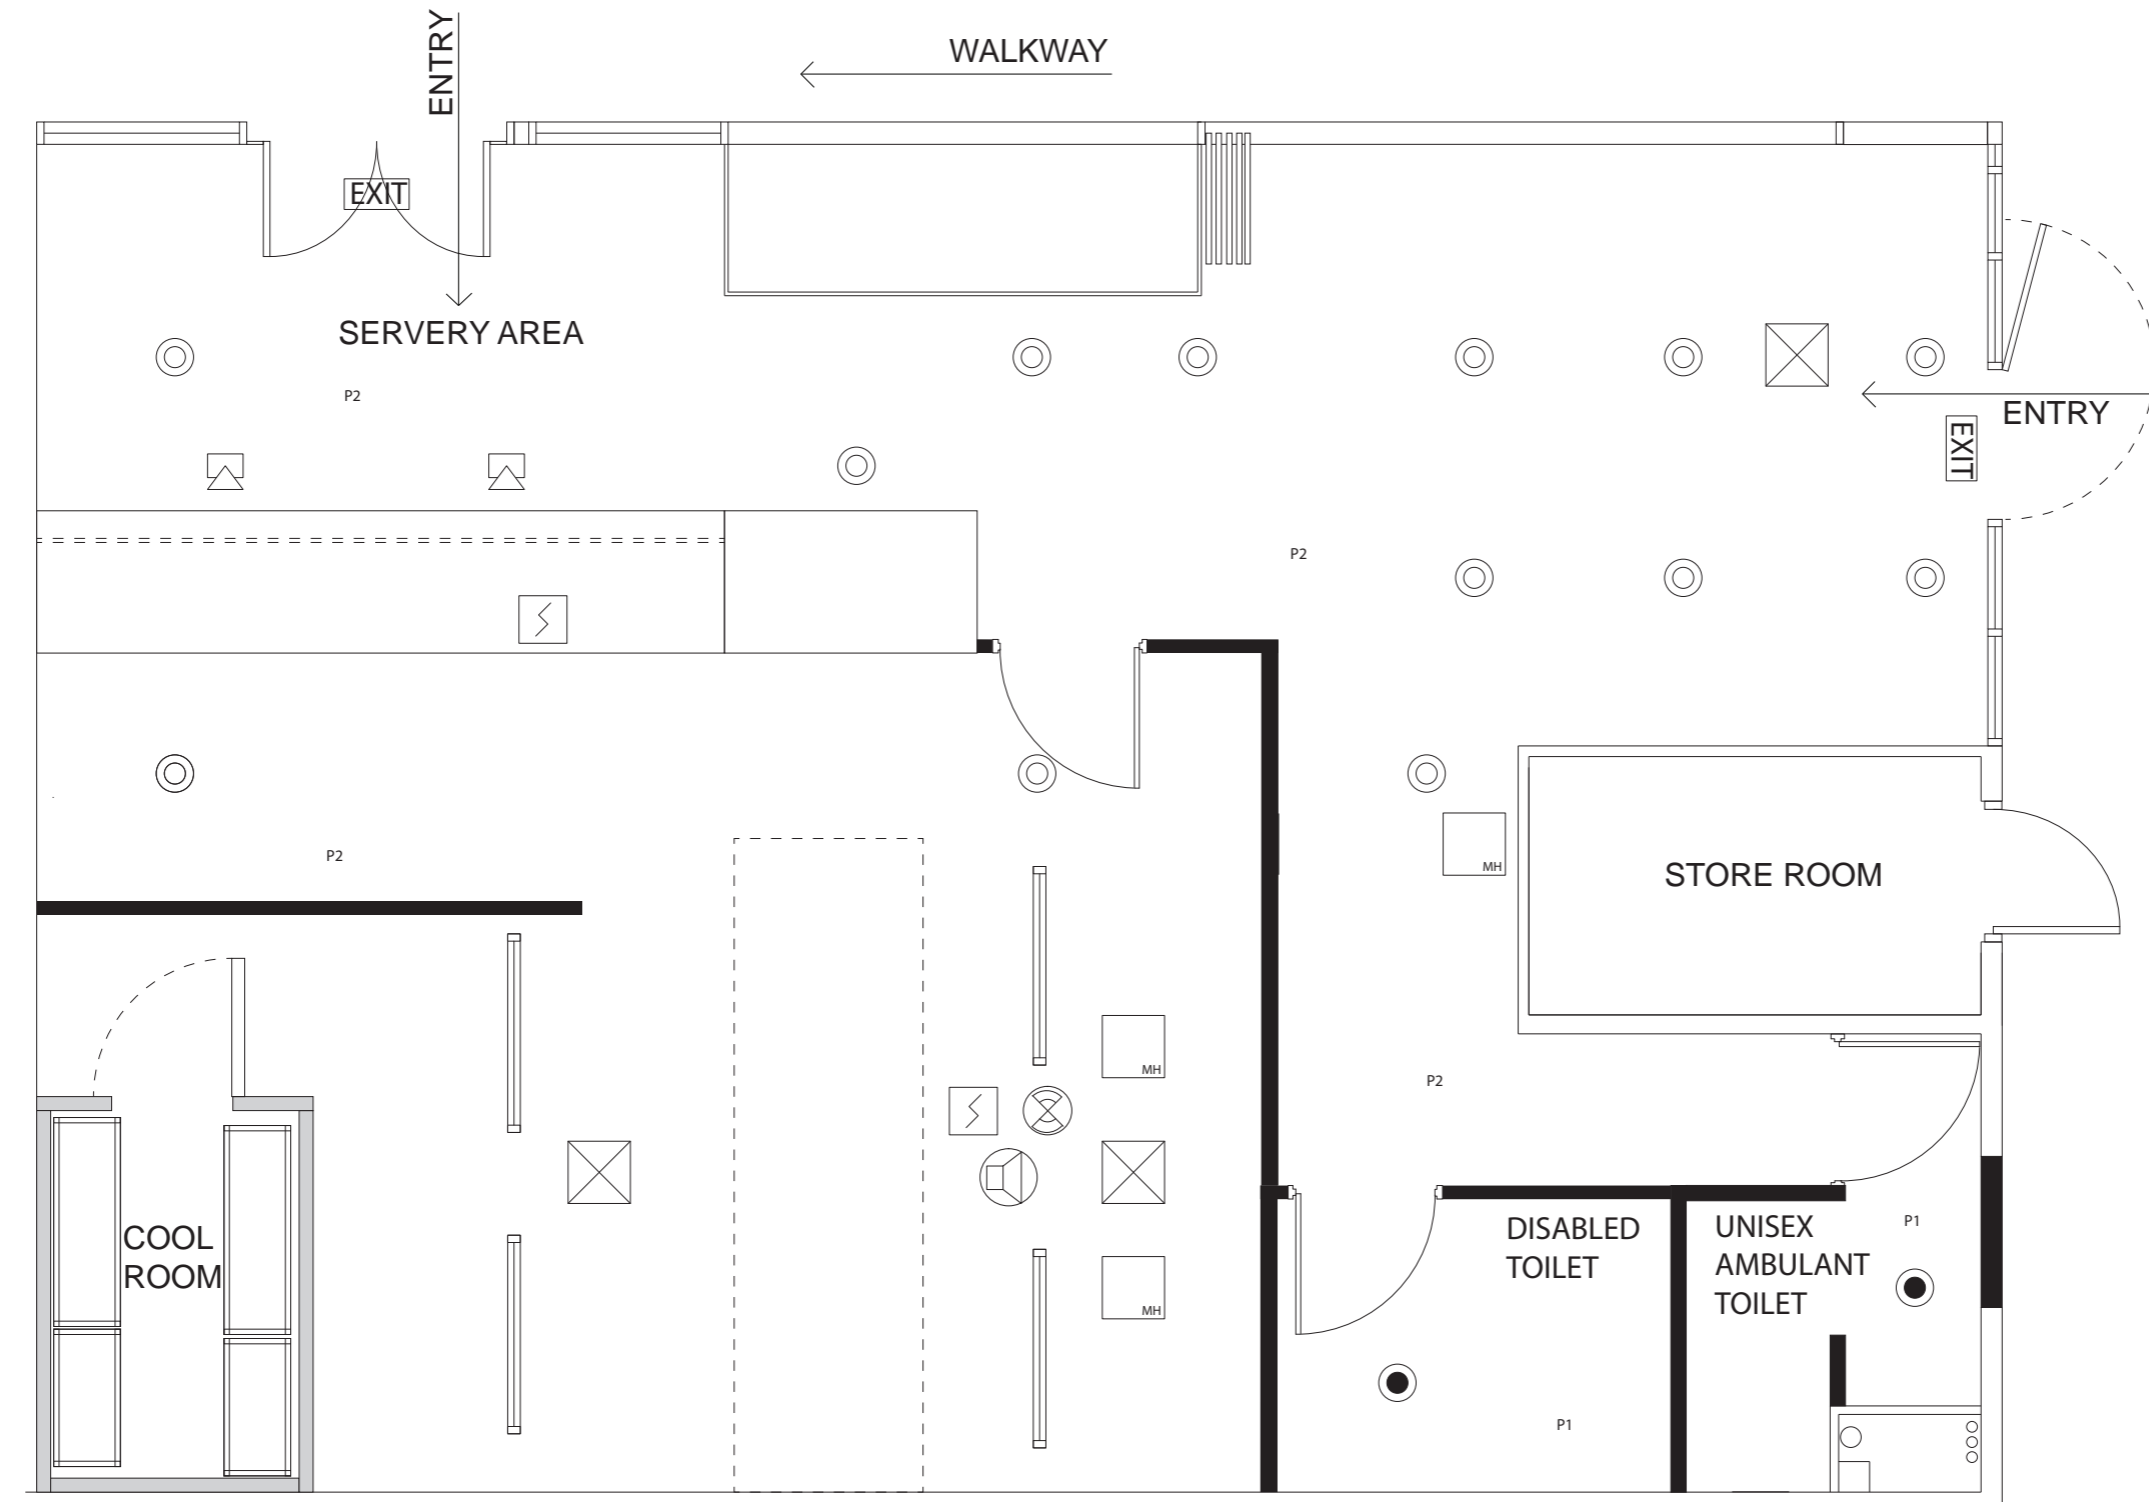 ENTRY
WALKWAY
EXIT
SERVERY AREA
P2
ENTRY
EXIT
P2
P2
MH
STORE ROOM
MH
P2
COOL
ROOM
MH
DISABLED
TOILET
UNISEX
AMBULANT
TOILET
P1
P1